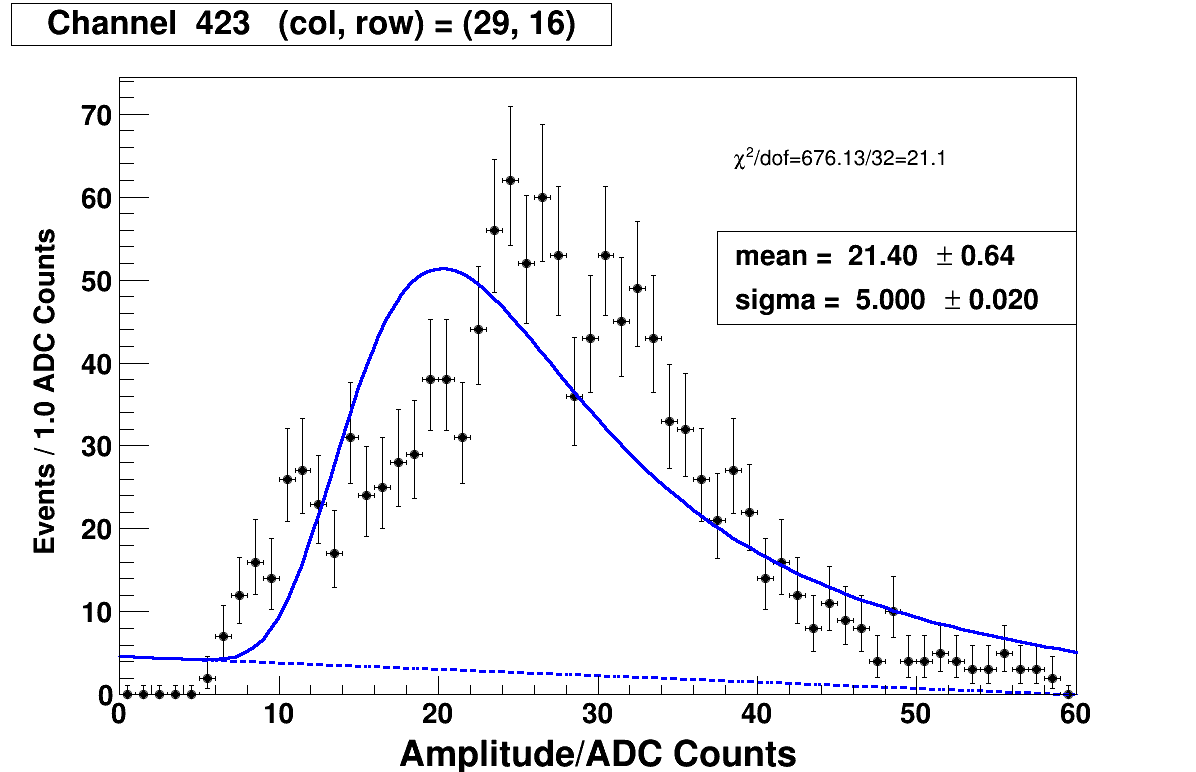 Channel 423 (col, row) = (29, 16)
χ²/dof=676.13/32=21.1
mean = 21.40 ± 0.64
sigma = 5.000 ± 0.020
Events / 1.0 ADC Counts
70
60
50
40
30
20
10
0
0 10 20 30 40 50 60
Amplitude/ADC Counts